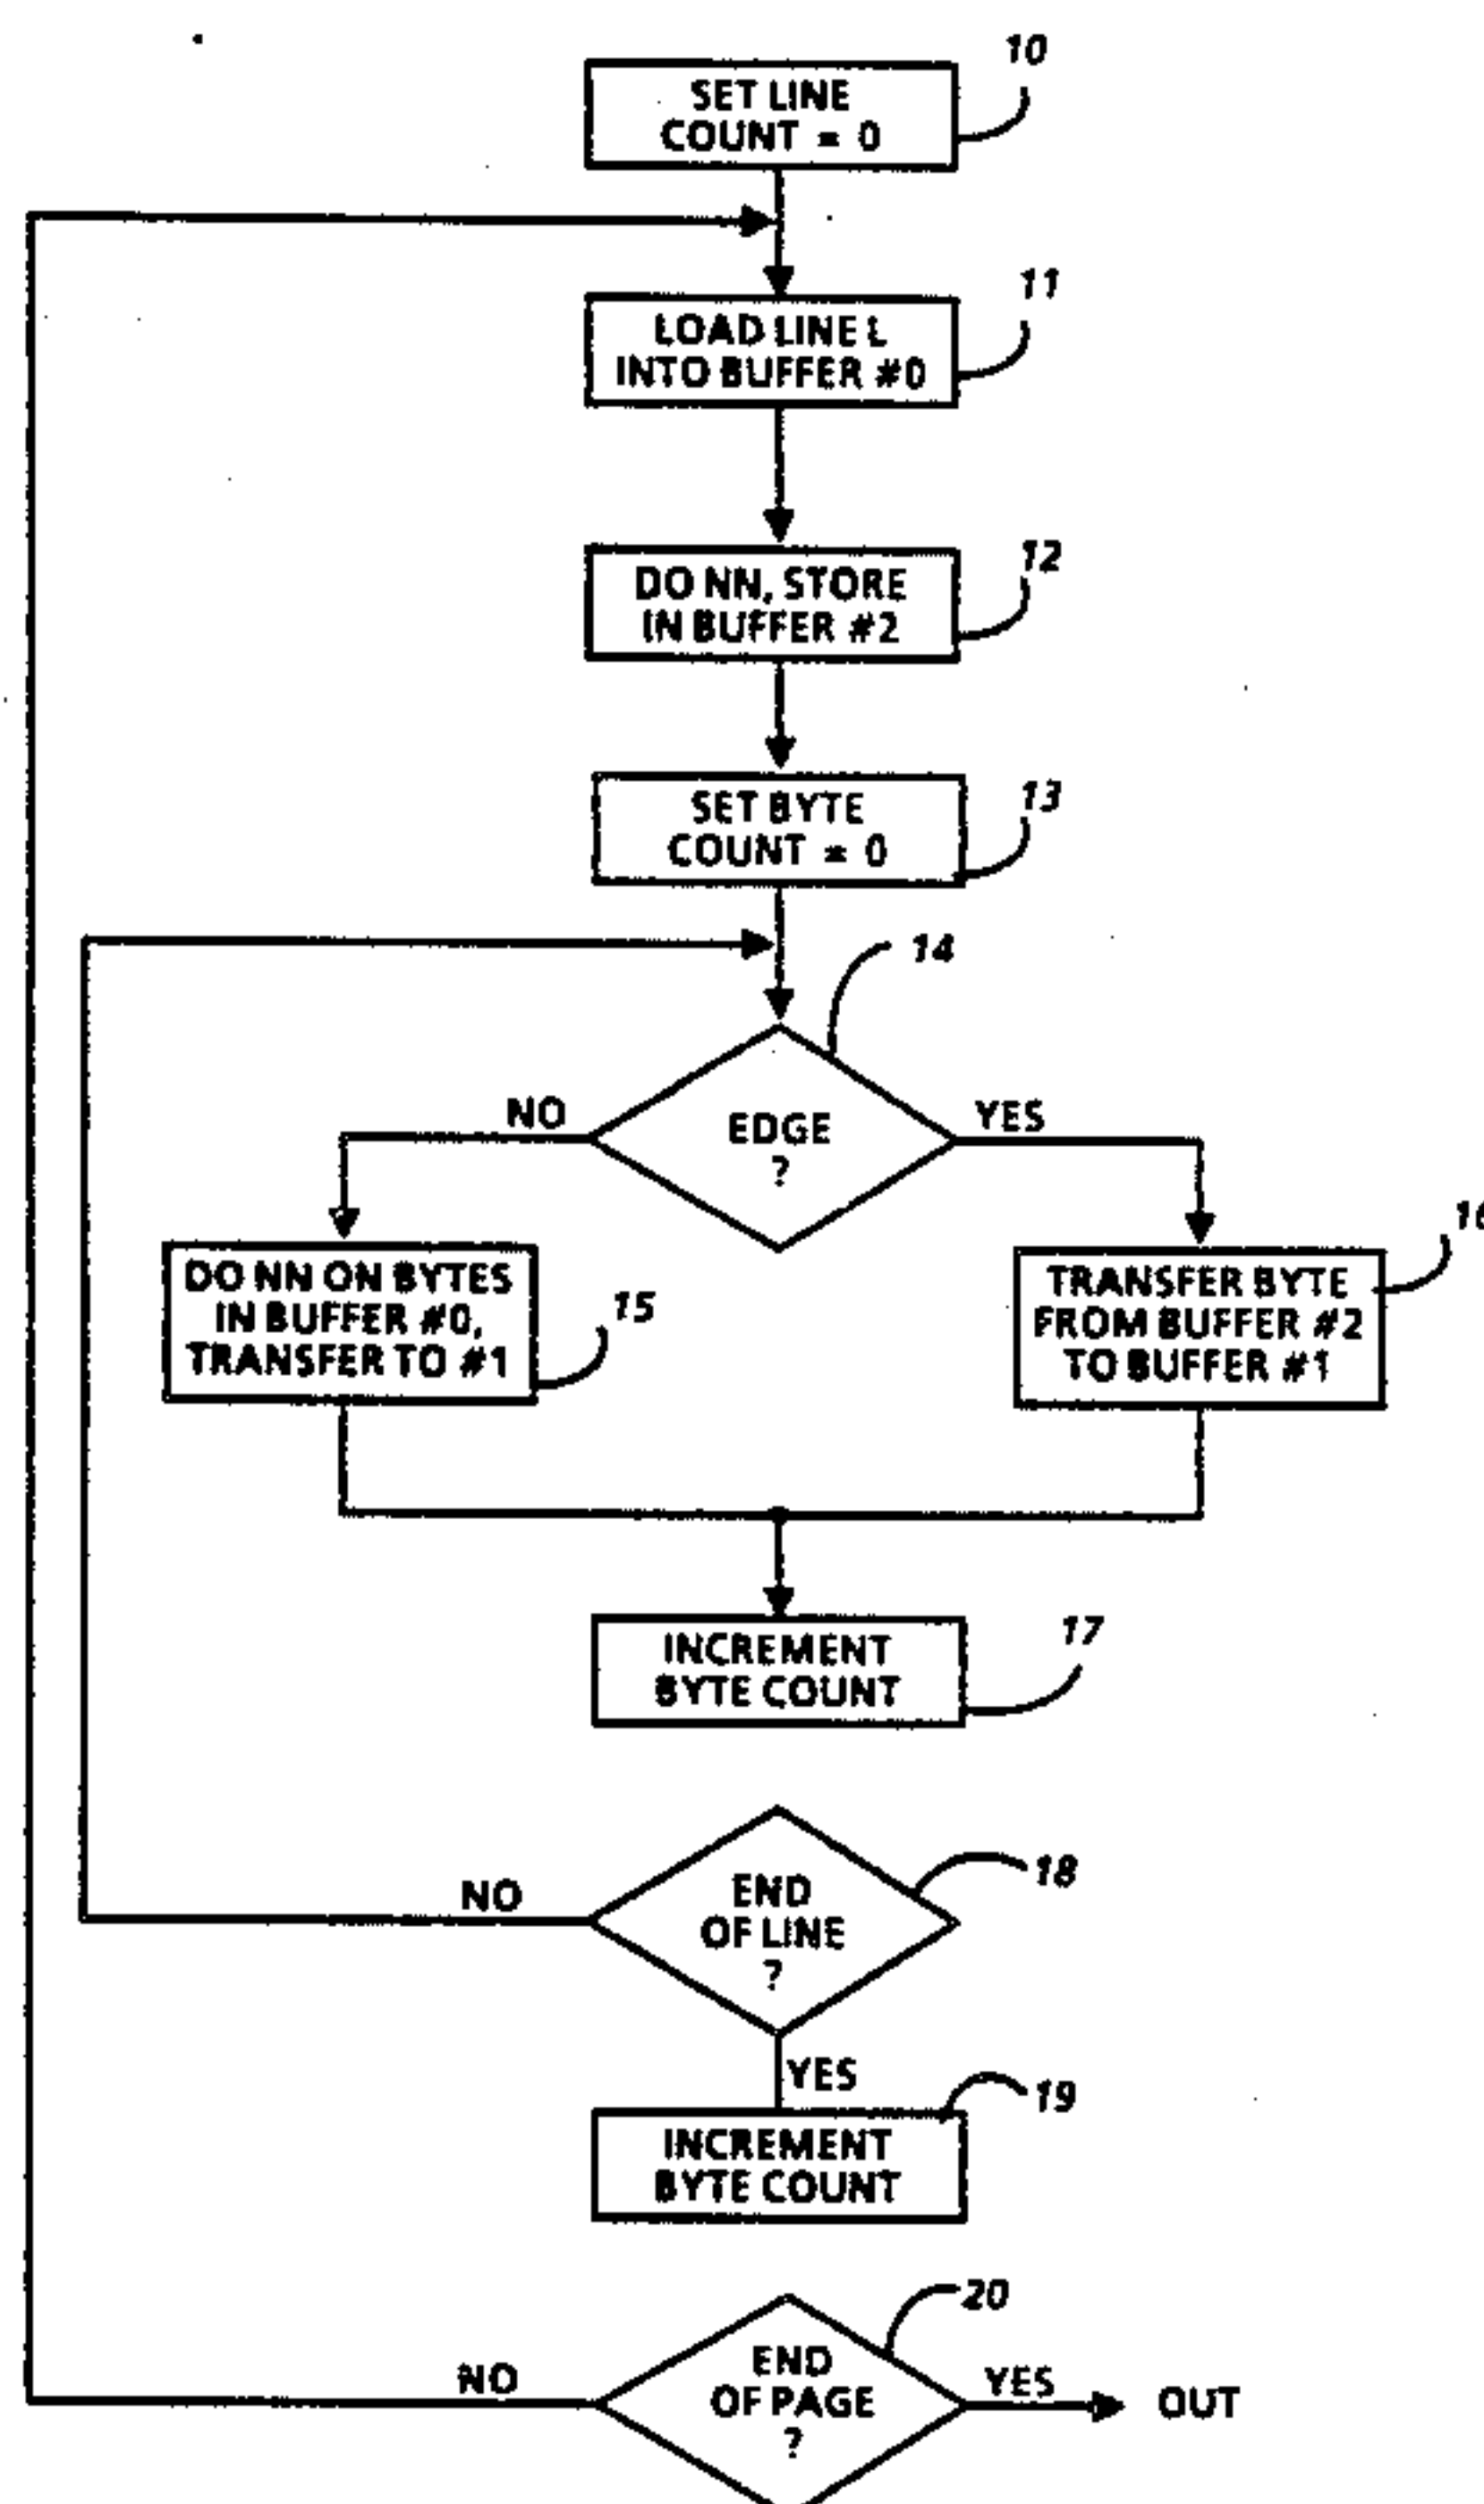 10
SET LINE
COUNT = 0
11
LOAD LINE L
INTO BUFFER #0
12
DO NN, STORE
IN BUFFER #2
13
SET BYTE
COUNT = 0
14
NO
EDGE
?
YES
15
DO NN ON BYTES
IN BUFFER #0,
TRANSFER TO #1
16
TRANSFER BYTE
FROM BUFFER #2
TO BUFFER #1
17
INCREMENT
BYTE COUNT
18
NO
END
OF LINE
?
YES
19
INCREMENT
BYTE COUNT
20
NO
END
OF PAGE
?
YES
OUT